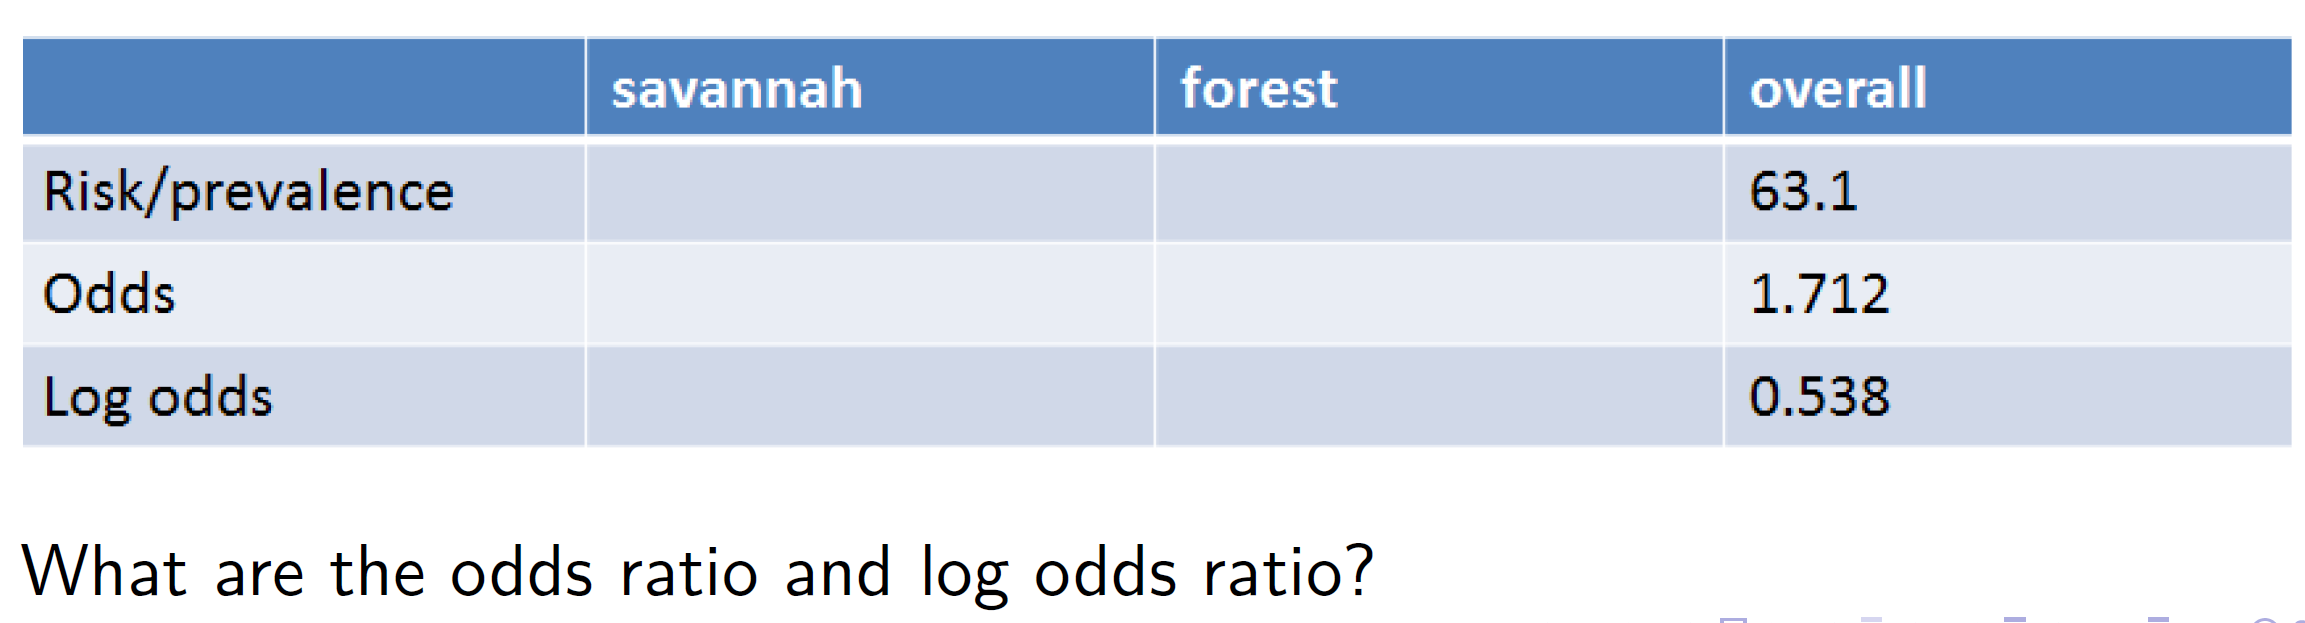 savannah forest overall
Risk/prevalence 63.1
Odds 1.712
Log odds 0.538
What are the odds ratio and log odds ratio?